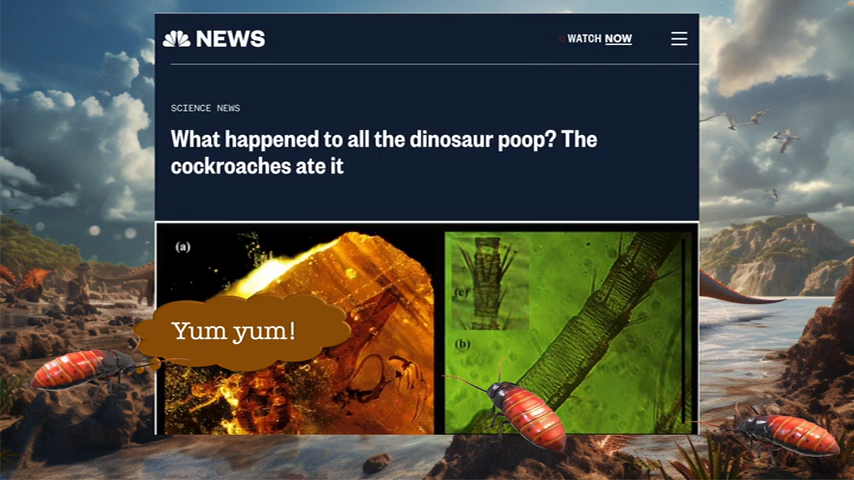 NEWS
WATCH NOW
SCIENCE NEWS
What happened to all the dinosaur poop? The
cockroaches ate it
(a)
(c)
(b)
Yum yum!